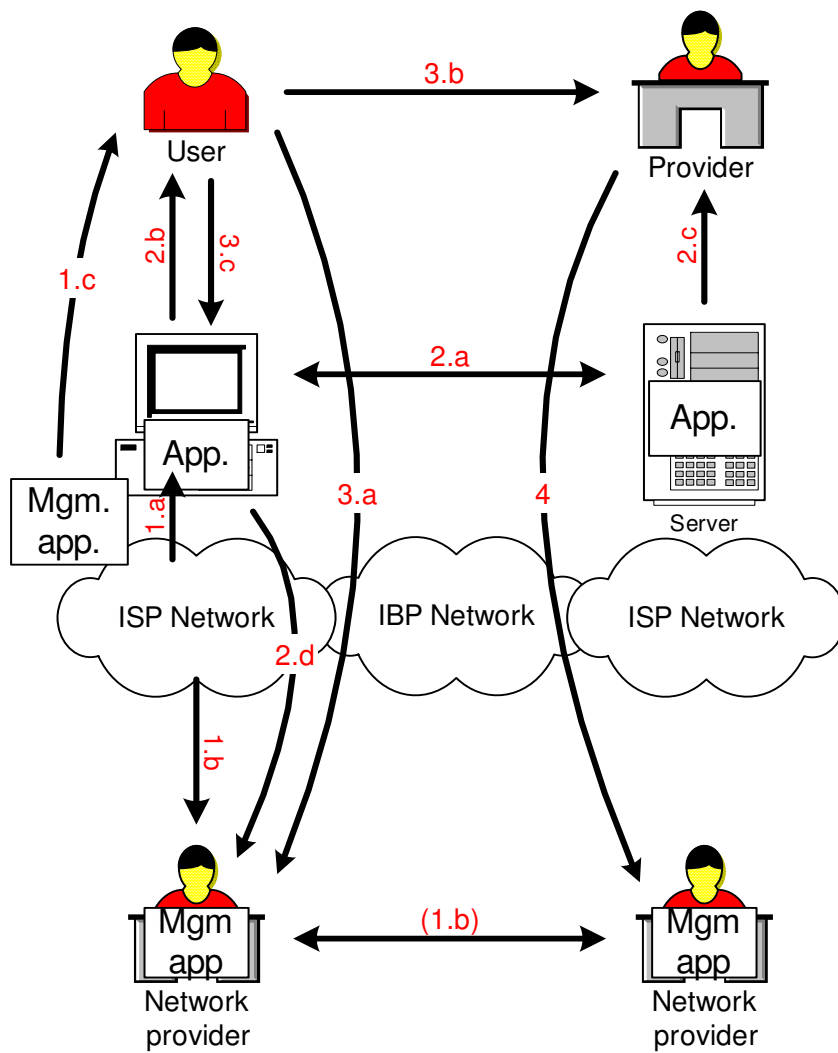 3.b
User
Provider
2.b
3.c
2.c
1.c
2.a
App.
App.
Mgm.
app.
1.a
3.a
4
Server
ISP Network
IBP Network
ISP Network
2.d
1.b
Mgm
app
(1.b)
Mgm
app
Network
provider
Network
provider